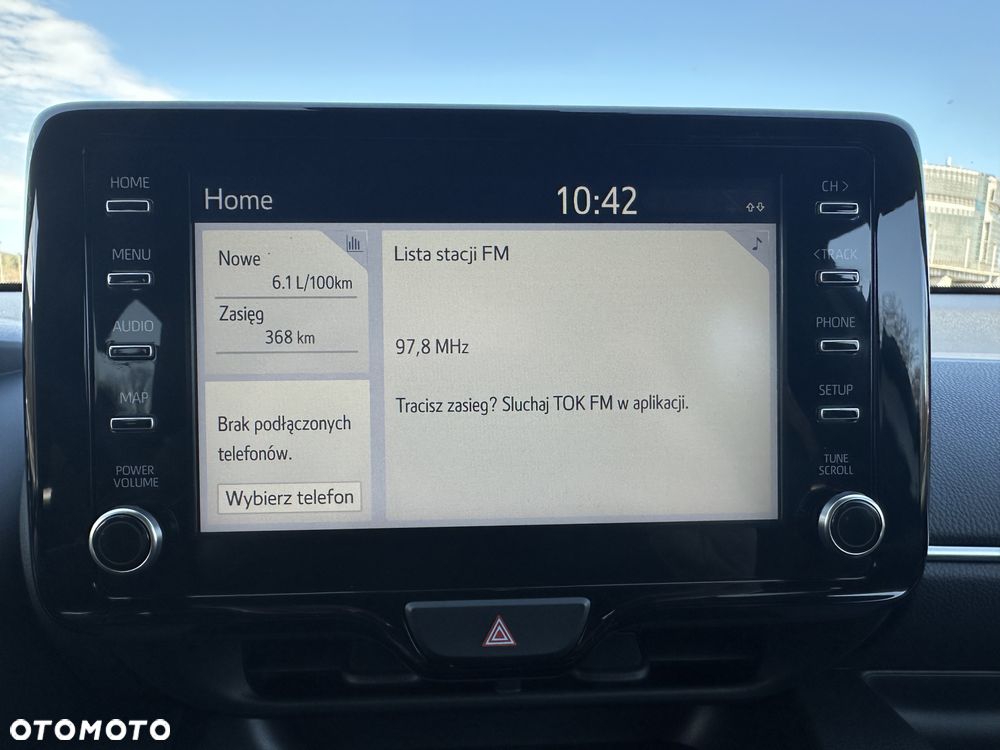 HOME
MENU
AUDIO
MAP
POWER
VOLUME
Home
10:42
Nowe
6.1 L/100km
Zasięg
368 km
Brak podłączonych
telefonów.
Wybierz telefon
Lista stacji FM
97,8 MHz
Tracisz zasieg? Sluchaj TOK FM w aplikacji.
CH >
< TRACK
PHONE
SETUP
TUNE
SCROLL
OTOMOTO